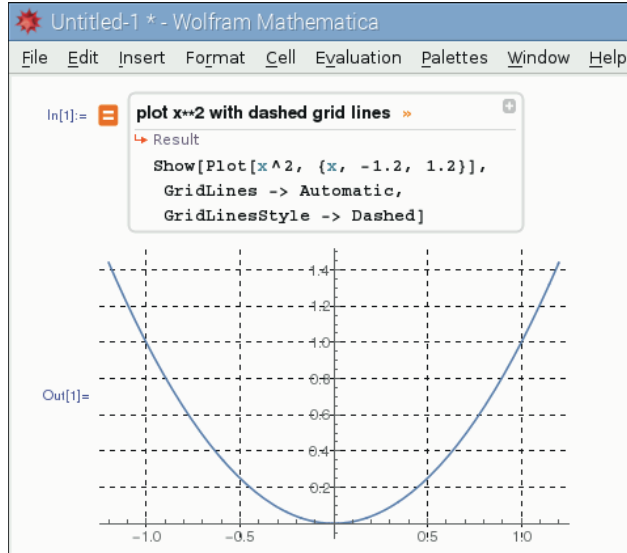 Untitled-1 * - Wolfram Mathematica
File Edit Insert Format Cell Evaluation Palettes Window Help
In[1]:= plot x**2 with dashed grid lines »
Result
Show[Plot[x^2, {x, -1.2, 1.2}],
GridLines -> Automatic,
GridLinesStyle -> Dashed]
1.4
1.2
1.0
0.8
Out[1]=
0.6
0.4
0.2
-1.0 -0.5 0.5 1.0